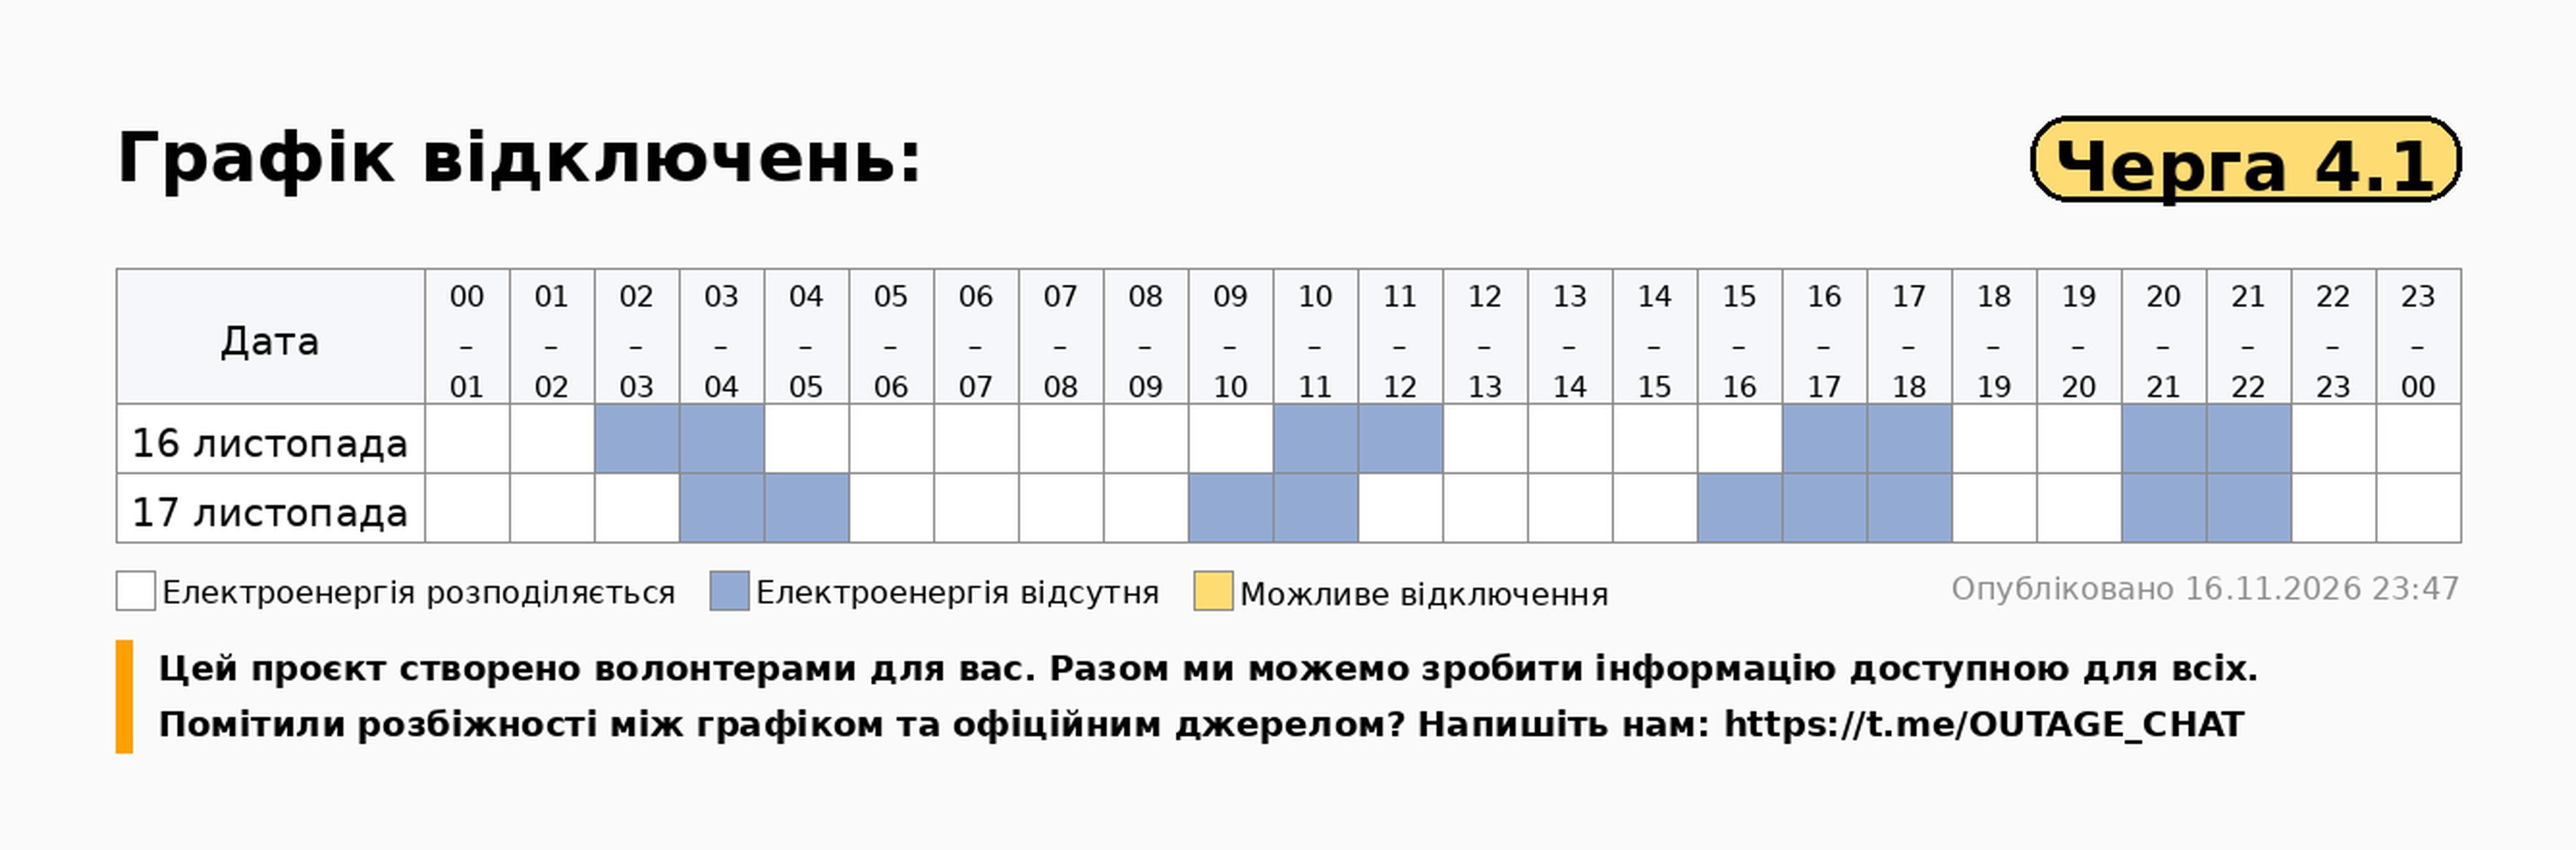 Графік відключень:
Черга 4.1
Дата 00 – 01 01 – 02 02 – 03 03 – 04 04 – 05 05 – 06 06 – 07 07 – 08 08 – 09 09 – 10 10 – 11 11 – 12 12 – 13 13 – 14 14 – 15 15 – 16 16 – 17 17 – 18 18 – 19 19 – 20 20 – 21 21 – 22 22 – 23 23 – 00
16 листопада
17 листопада
Електроенергія розподіляється Електроенергія відсутня Можливе відключення Опубліковано 16.11.2026 23:47
Цей проєкт створено волонтерами для вас. Разом ми можемо зробити інформацію доступною для всіх.
Помітили розбіжності між графіком та офіційним джерелом? Напишіть нам: https://t.me/OUTAGE_CHAT